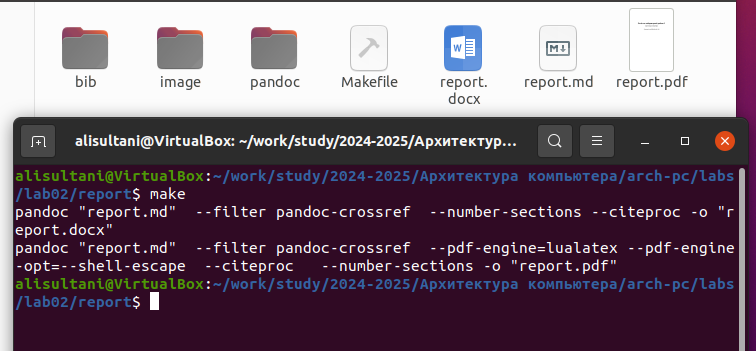 bib
image
pandoc
Makefile
report.
docx
report.md
report.pdf
alisultani@VirtualBox: ~/work/study/2024-2025/Архитектур...
alisultani@VirtualBox:~/work/study/2024-2025/Архитектура компьютера/arch-pc/labs
/lab02/report$ make
pandoc "report.md"  --filter pandoc-crossref  --number-sections --citeproc -o "r
eport.docx"
pandoc "report.md"  --filter pandoc-crossref  --pdf-engine=lualatex --pdf-engine
-opt=--shell-escape  --citeproc   --number-sections -o "report.pdf"
alisultani@VirtualBox:~/work/study/2024-2025/Архитектура компьютера/arch-pc/labs
/lab02/report$